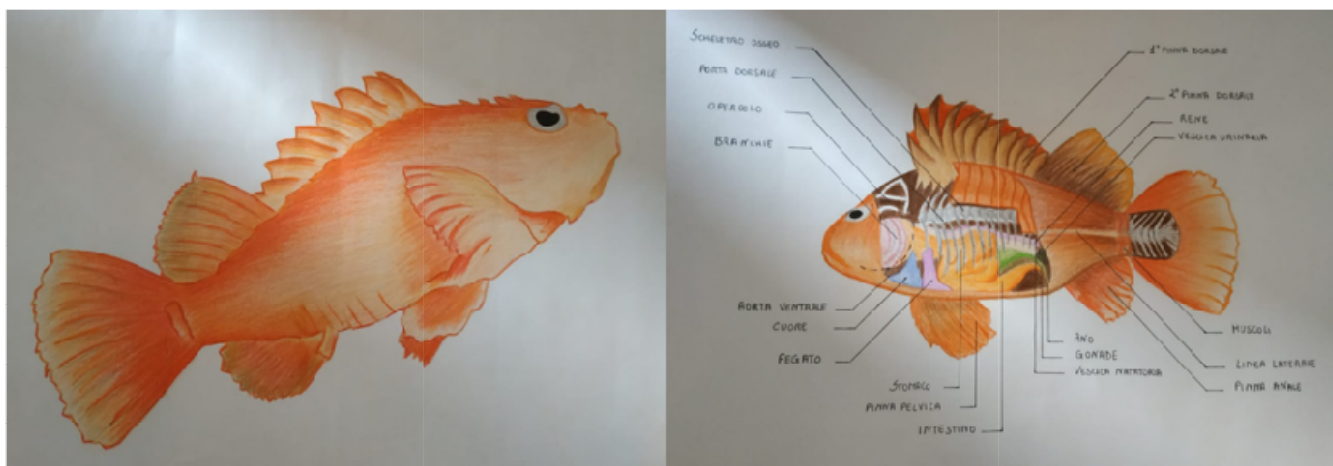 SCHELETRO OSSEO
AORTA DORSALE
OPERCOLO
BRANCHIE
1ª PINNA DORSALE
2ª PINNA DORSALE
RENE
VESCICA URINARIA
AORTA VENTRALE
CUORE
FEGATO
STOMACO
PINNA PELVICA
INTESTINO
ANO
GONADE
VESCICA NATATORIA
MUSCOLI
LINEA LATERALE
PINNA ANALE